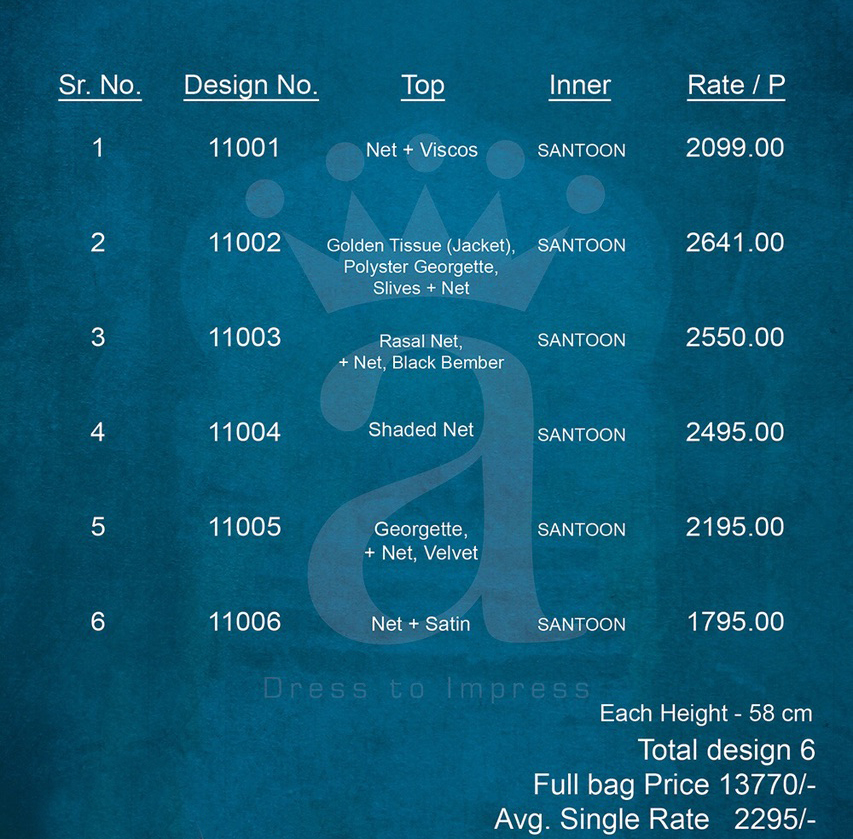 Sr. No. Design No. Top Inner Rate / P
1 11001 Net + Viscos SANTOON 2099.00
2 11002 Golden Tissue (Jacket), SANTOON 2641.00
Polyster Georgette,
Slives + Net
3 11003 Rasal Net, SANTOON 2550.00
+ Net, Black Bember
4 11004 Shaded Net SANTOON 2495.00
5 11005 Georgette, SANTOON 2195.00
+ Net, Velvet
6 11006 Net + Satin SANTOON 1795.00
a
Dress to Impress
Each Height - 58 cm
Total design 6
Full bag Price 13770/-
Avg. Single Rate 2295/-